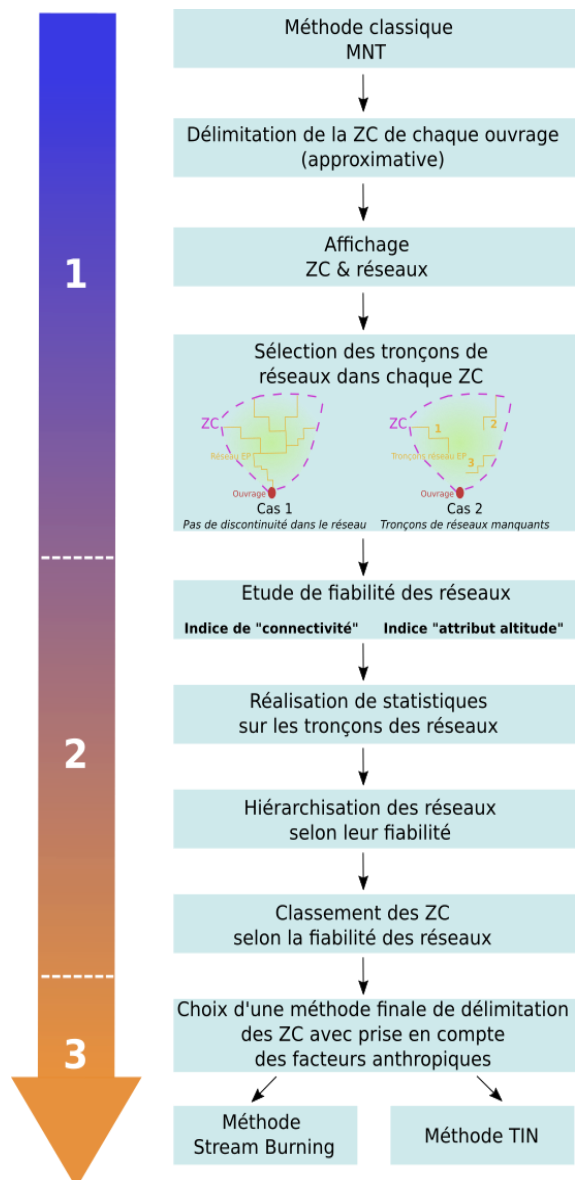 Méthode classique
MNT
Délimitation de la ZC de chaque ouvrage
(approximative)
Affichage
ZC & réseaux
1
Sélection des tronçons de
réseaux dans chaque ZC
ZC
Réseau EP
Ouvrage
Cas 1
Pas de discontinuité dans le réseau
ZC
1
2
Tronçons réseau EP
3
Ouvrage
Cas 2
Tronçons de réseaux manquants
Etude de fiabilité des réseaux
Indice de "connectivité"
Indice "attribut altitude"
Réalisation de statistiques
sur les tronçons des réseaux
2
Hiérarchisation des réseaux
selon leur fiabilité
Classement des ZC
selon la fiabilité des réseaux
3
Choix d'une méthode finale de délimitation
des ZC avec prise en compte
des facteurs anthropiques
Méthode
Stream Burning
Méthode TIN